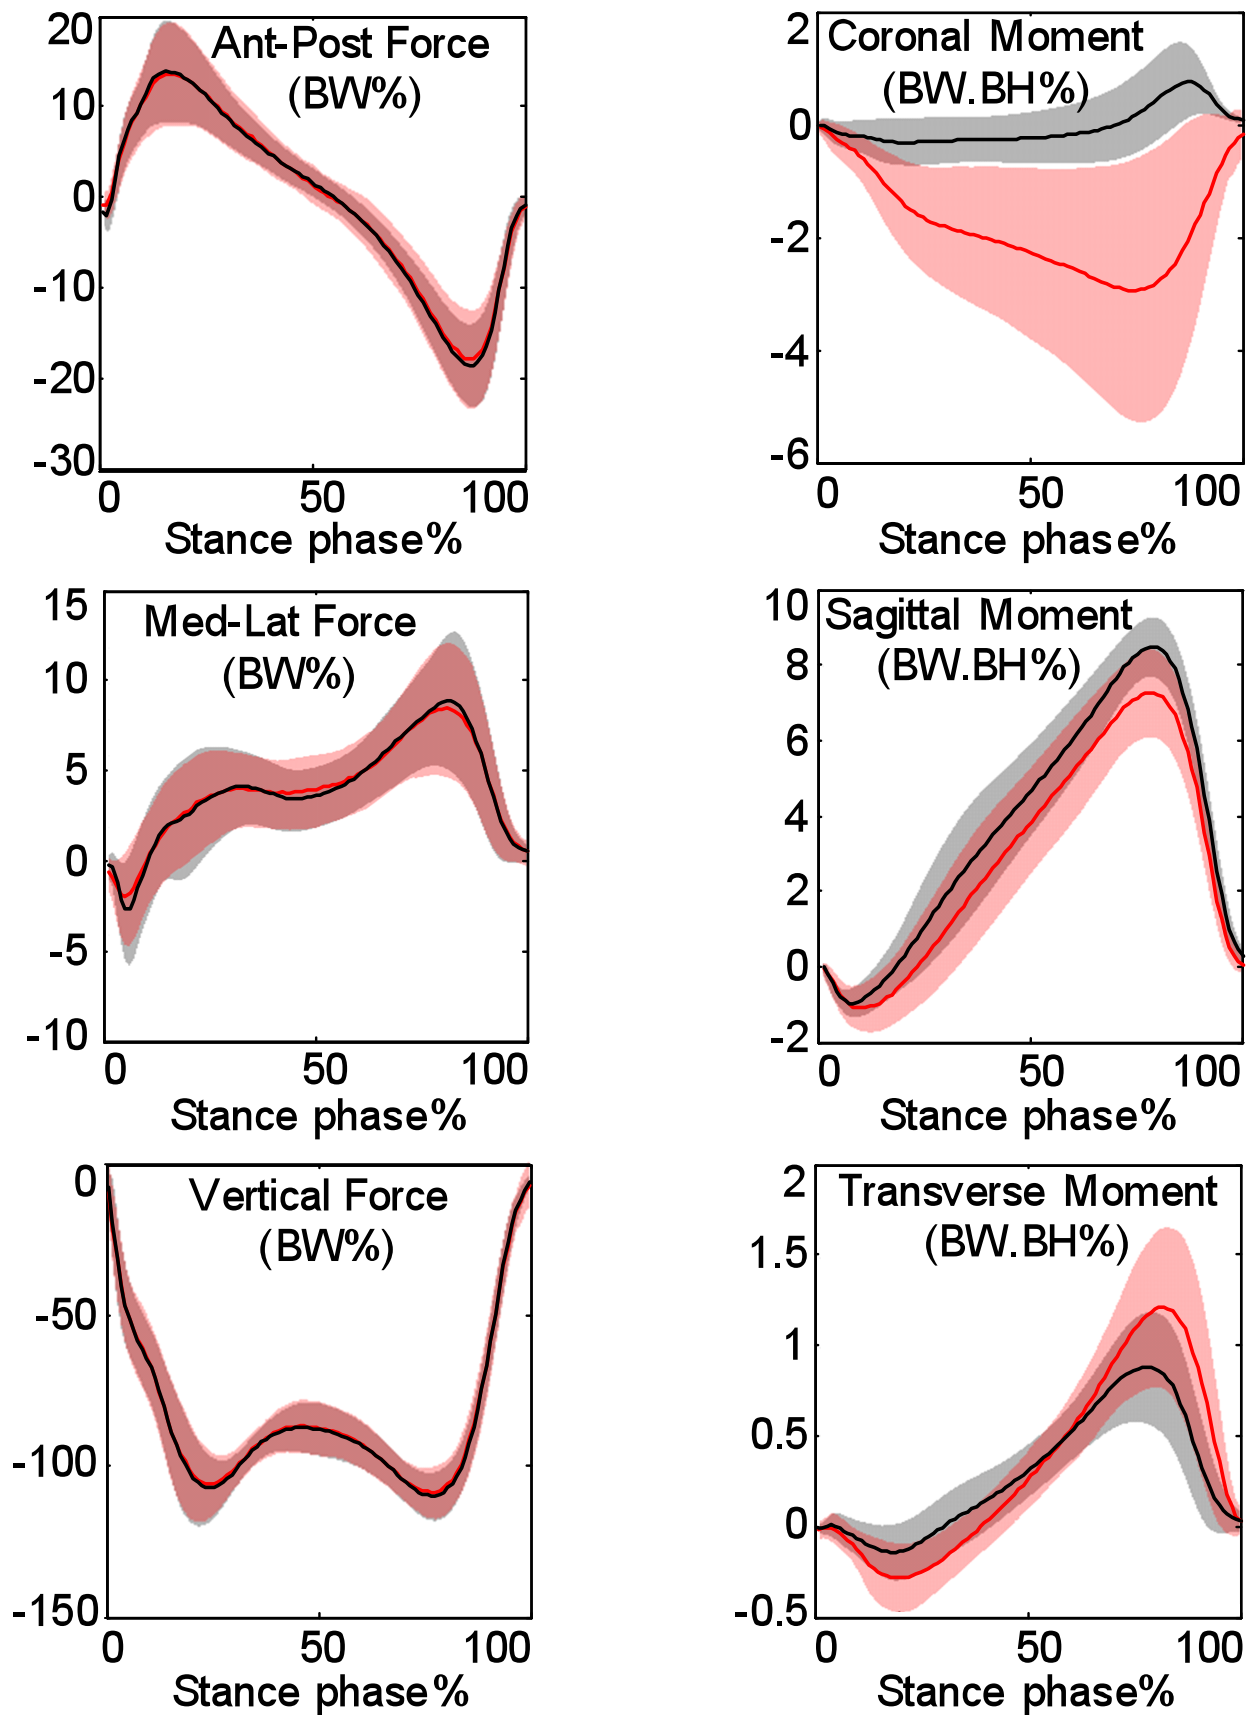 Ant-Post Force
(BW%)
20
10
0
-10
-20
-30
0 50 100
Stance phase%
Coronal Moment
(BW.BH%)
2
0
-2
-4
-6
0 50 100
Stance phase%
Med-Lat Force
(BW%)
15
10
5
0
-5
-10
0 50 100
Stance phase%
Sagittal Moment
(BW.BH%)
10
8
6
4
2
0
-2
0 50 100
Stance phase%
Vertical Force
(BW%)
0
-50
-100
-150
0 50 100
Stance phase%
Transverse Moment
(BW.BH%)
2
1.5
1
0.5
0
-0.5
0 50 100
Stance phase%